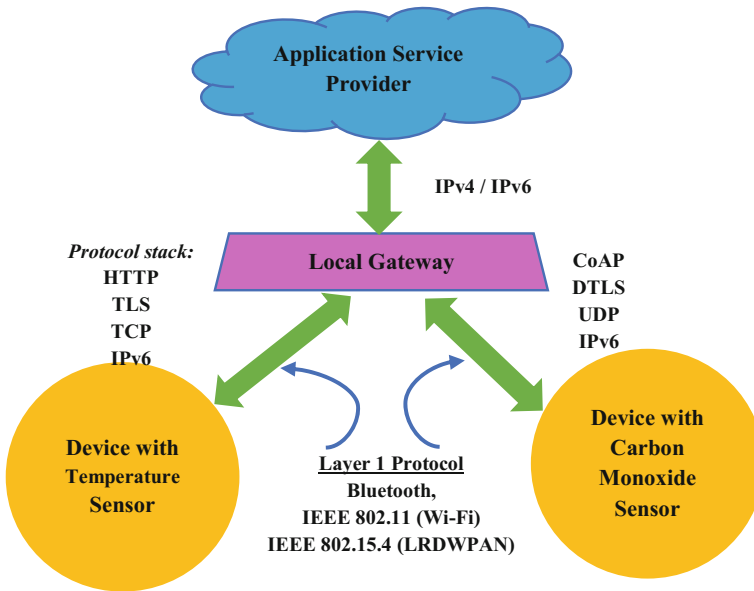 Application Service
Provider
IPv4 / IPv6
Local Gateway
Protocol stack:
HTTP
TLS
TCP
IPv6
CoAP
DTLS
UDP
IPv6
Device with
Temperature
Sensor
Layer 1 Protocol
Bluetooth,
IEEE 802.11 (Wi-Fi)
IEEE 802.15.4 (LRDWPAN)
Device with
Carbon
Monoxide
Sensor